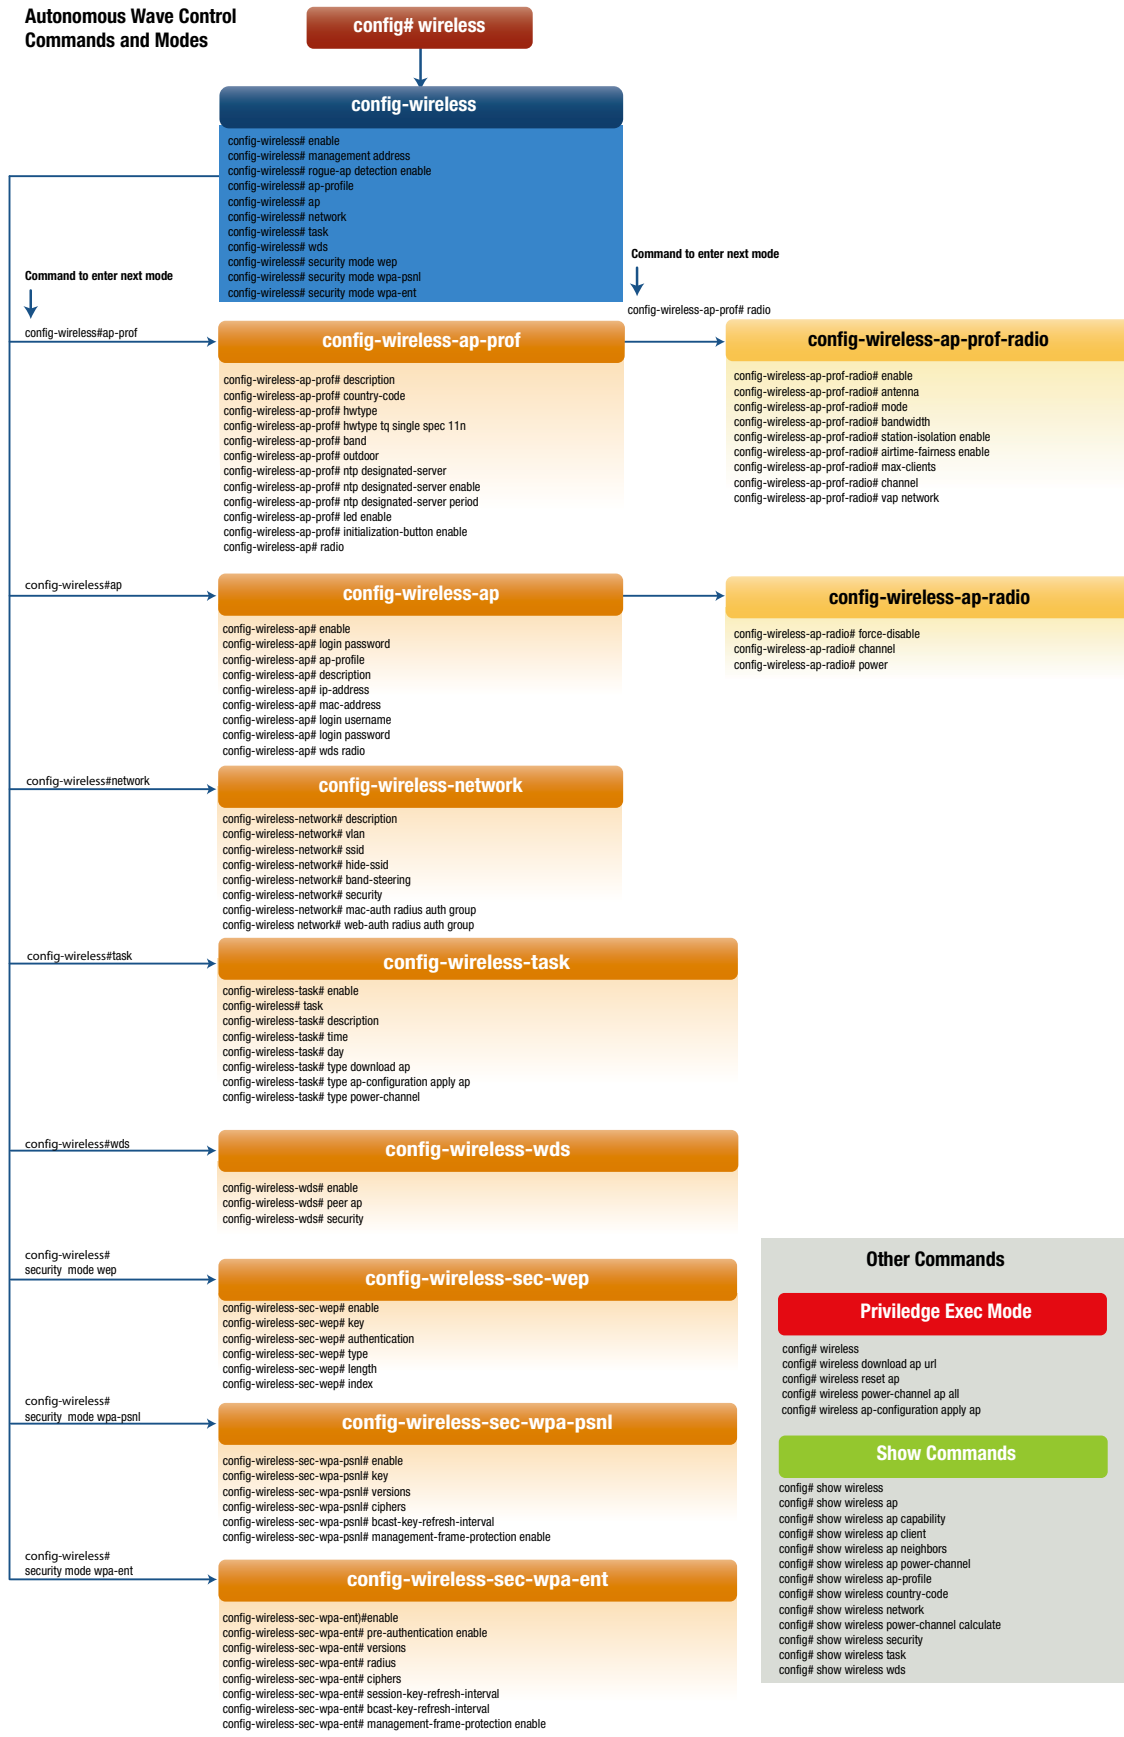 Autonomous Wave Control
Commands and Modes
config# wireless
config-wireless
config-wireless# enable
config-wireless# management address
config-wireless# rogue-ap detection enable
config-wireless# ap-profile
config-wireless# ap
config-wireless# network
config-wireless# task
config-wireless# wds
config-wireless# security mode wep
config-wireless# security mode wpa-psnl
config-wireless# security mode wpa-ent
Command to enter next mode
Command to enter next mode
config-wireless-ap-prof# radio
config-wireless#ap-prof
config-wireless-ap-prof
config-wireless-ap-prof# description
config-wireless-ap-prof# country-code
config-wireless-ap-prof# hwtype
config-wireless-ap-prof# hwtype tq single spec 11n
config-wireless-ap-prof# band
config-wireless-ap-prof# outdoor
config-wireless-ap-prof# ntp designated-server
config-wireless-ap-prof# ntp designated-server enable
config-wireless-ap-prof# ntp designated-server period
config-wireless-ap-prof# led enable
config-wireless-ap-prof# initialization-button enable
config-wireless-ap# radio
config-wireless-ap-prof-radio
config-wireless-ap-prof-radio# enable
config-wireless-ap-prof-radio# antenna
config-wireless-ap-prof-radio# mode
config-wireless-ap-prof-radio# bandwidth
config-wireless-ap-prof-radio# station-isolation enable
config-wireless-ap-prof-radio# airtime-fairness enable
config-wireless-ap-prof-radio# max-clients
config-wireless-ap-prof-radio# channel
config-wireless-ap-prof-radio# vap network
config-wireless#ap
config-wireless-ap
config-wireless-ap# enable
config-wireless-ap# login password
config-wireless-ap# ap-profile
config-wireless-ap# description
config-wireless-ap# ip-address
config-wireless-ap# mac-address
config-wireless-ap# login username
config-wireless-ap# login password
config-wireless-ap# wds radio
config-wireless-ap-radio
config-wireless-ap-radio# force-disable
config-wireless-ap-radio# channel
config-wireless-ap-radio# power
config-wireless#network
config-wireless-network
config-wireless-network# description
config-wireless-network# vlan
config-wireless-network# ssid
config-wireless-network# hide-ssid
config-wireless-network# band-steering
config-wireless-network# security
config-wireless-network# mac-auth radius auth group
config-wireless network# web-auth radius auth group
config-wireless#task
config-wireless-task
config-wireless-task# enable
config-wireless# task
config-wireless-task# description
config-wireless-task# time
config-wireless-task# day
config-wireless-task# type download ap
config-wireless-task# type ap-configuration apply ap
config-wireless-task# type power-channel
config-wireless#wds
config-wireless-wds
config-wireless-wds# enable
config-wireless-wds# peer ap
config-wireless-wds# security
config-wireless#
security mode wep
config-wireless-sec-wep
config-wireless-sec-wep# enable
config-wireless-sec-wep# key
config-wireless-sec-wep# authentication
config-wireless-sec-wep# type
config-wireless-sec-wep# length
config-wireless-sec-wep# index
config-wireless#
security mode wpa-psnl
config-wireless-sec-wpa-psnl
config-wireless-sec-wpa-psnl# enable
config-wireless-sec-wpa-psnl# key
config-wireless-sec-wpa-psnl# versions
config-wireless-sec-wpa-psnl# ciphers
config-wireless-sec-wpa-psnl# bcast-key-refresh-interval
config-wireless-sec-wpa-psnl# management-frame-protection enable
config-wireless#
security mode wpa-ent
config-wireless-sec-wpa-ent
config-wireless-sec-wpa-ent)#enable
config-wireless-sec-wpa-ent# pre-authentication enable
config-wireless-sec-wpa-ent# versions
config-wireless-sec-wpa-ent# radius
config-wireless-sec-wpa-ent# ciphers
config-wireless-sec-wpa-ent# session-key-refresh-interval
config-wireless-sec-wpa-ent# bcast-key-refresh-interval
config-wireless-sec-wpa-ent# management-frame-protection enable
Other Commands
Priviledge Exec Mode
config# wireless
config# wireless download ap url
config# wireless reset ap
config# wireless power-channel ap all
config# wireless ap-configuration apply ap
Show Commands
config# show wireless
config# show wireless ap
config# show wireless ap capability
config# show wireless ap client
config# show wireless ap neighbors
config# show wireless ap power-channel
config# show wireless ap-profile
config# show wireless country-code
config# show wireless network
config# show wireless power-channel calculate
config# show wireless security
config# show wireless task
config# show wireless wds